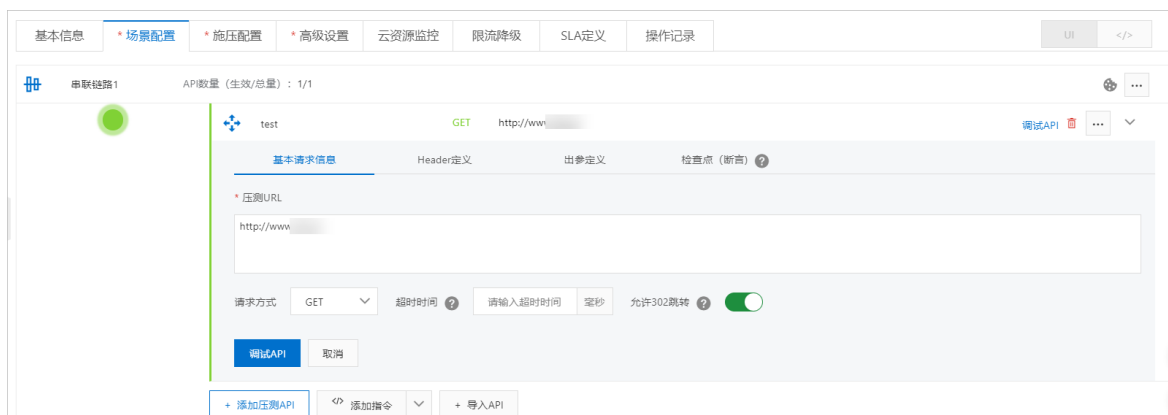 基本信息 * 场景配置 * 施压配置 * 高级设置 云资源监控 限流降级 SLA定义 操作记录 UI </>
串联链路1 API数量（生效/总量）：1/1 ...
test GET http://www 调试API ...
基本请求信息 Header定义 出参定义 检查点（断言） ?
* 压测URL
http://www
请求方式 GET 超时时间 ? 请输入超时时间 毫秒 允许302跳转 ?
调试API 取消
+ 添加压测API </> 添加指令 + 导入API